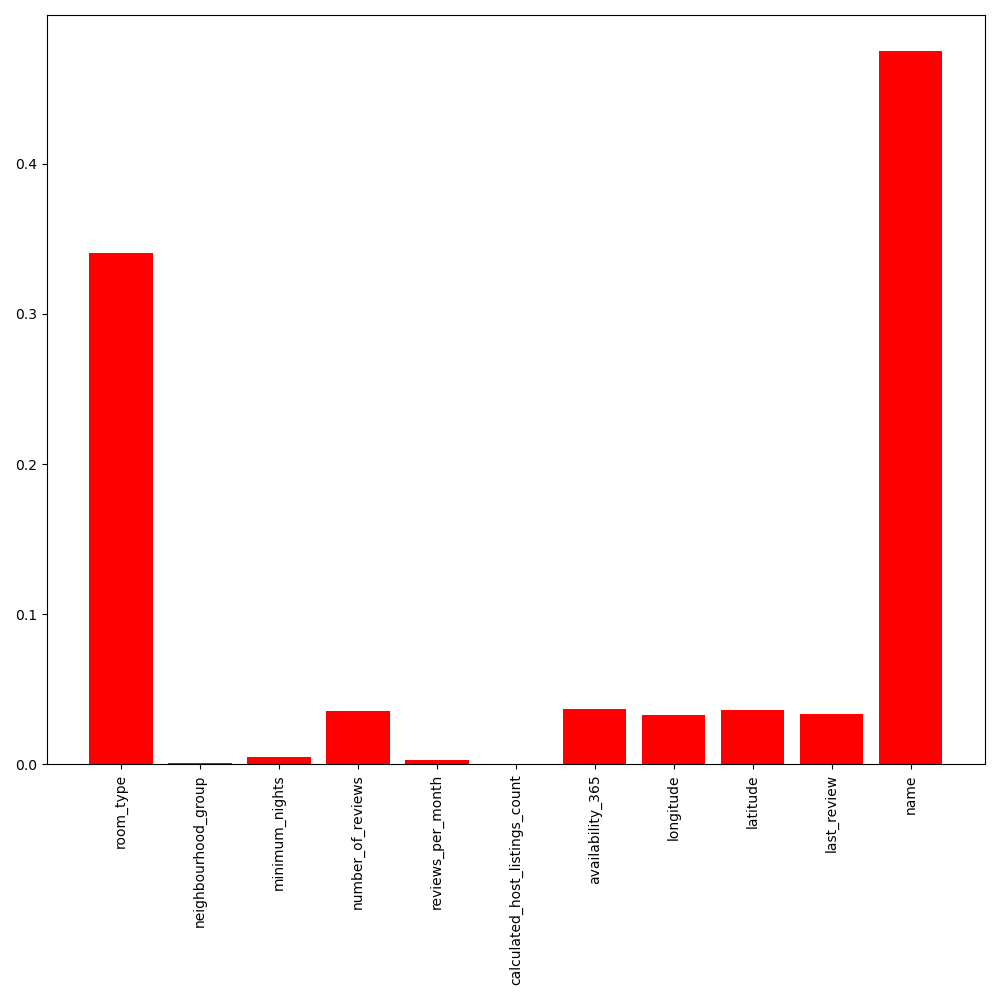 0.4
0.3
0.2
0.1
0.0
room_type
neighbourhood_group
minimum_nights
number_of_reviews
reviews_per_month
calculated_host_listings_count
availability_365
longitude
latitude
last_review
name